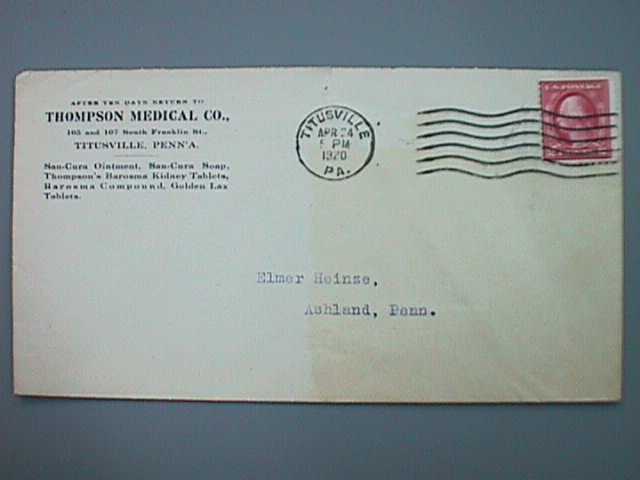 AFTER TEN DAYS RETURN TO
THOMPSON MEDICAL CO.,
105 and 107 South Franklin St.,
TITUSVILLE, PENN'A.
San-Cura Ointment, San-Cura Soap,
Thompson's Barosma Kidney Tablets,
Barosma Compound, Golden Lax
Tablets.
TITUSVILLE
APR 24
5 PM
1920
PA.
U.S. POSTAGE
Elmer Heinze,
Ashland, Penn.